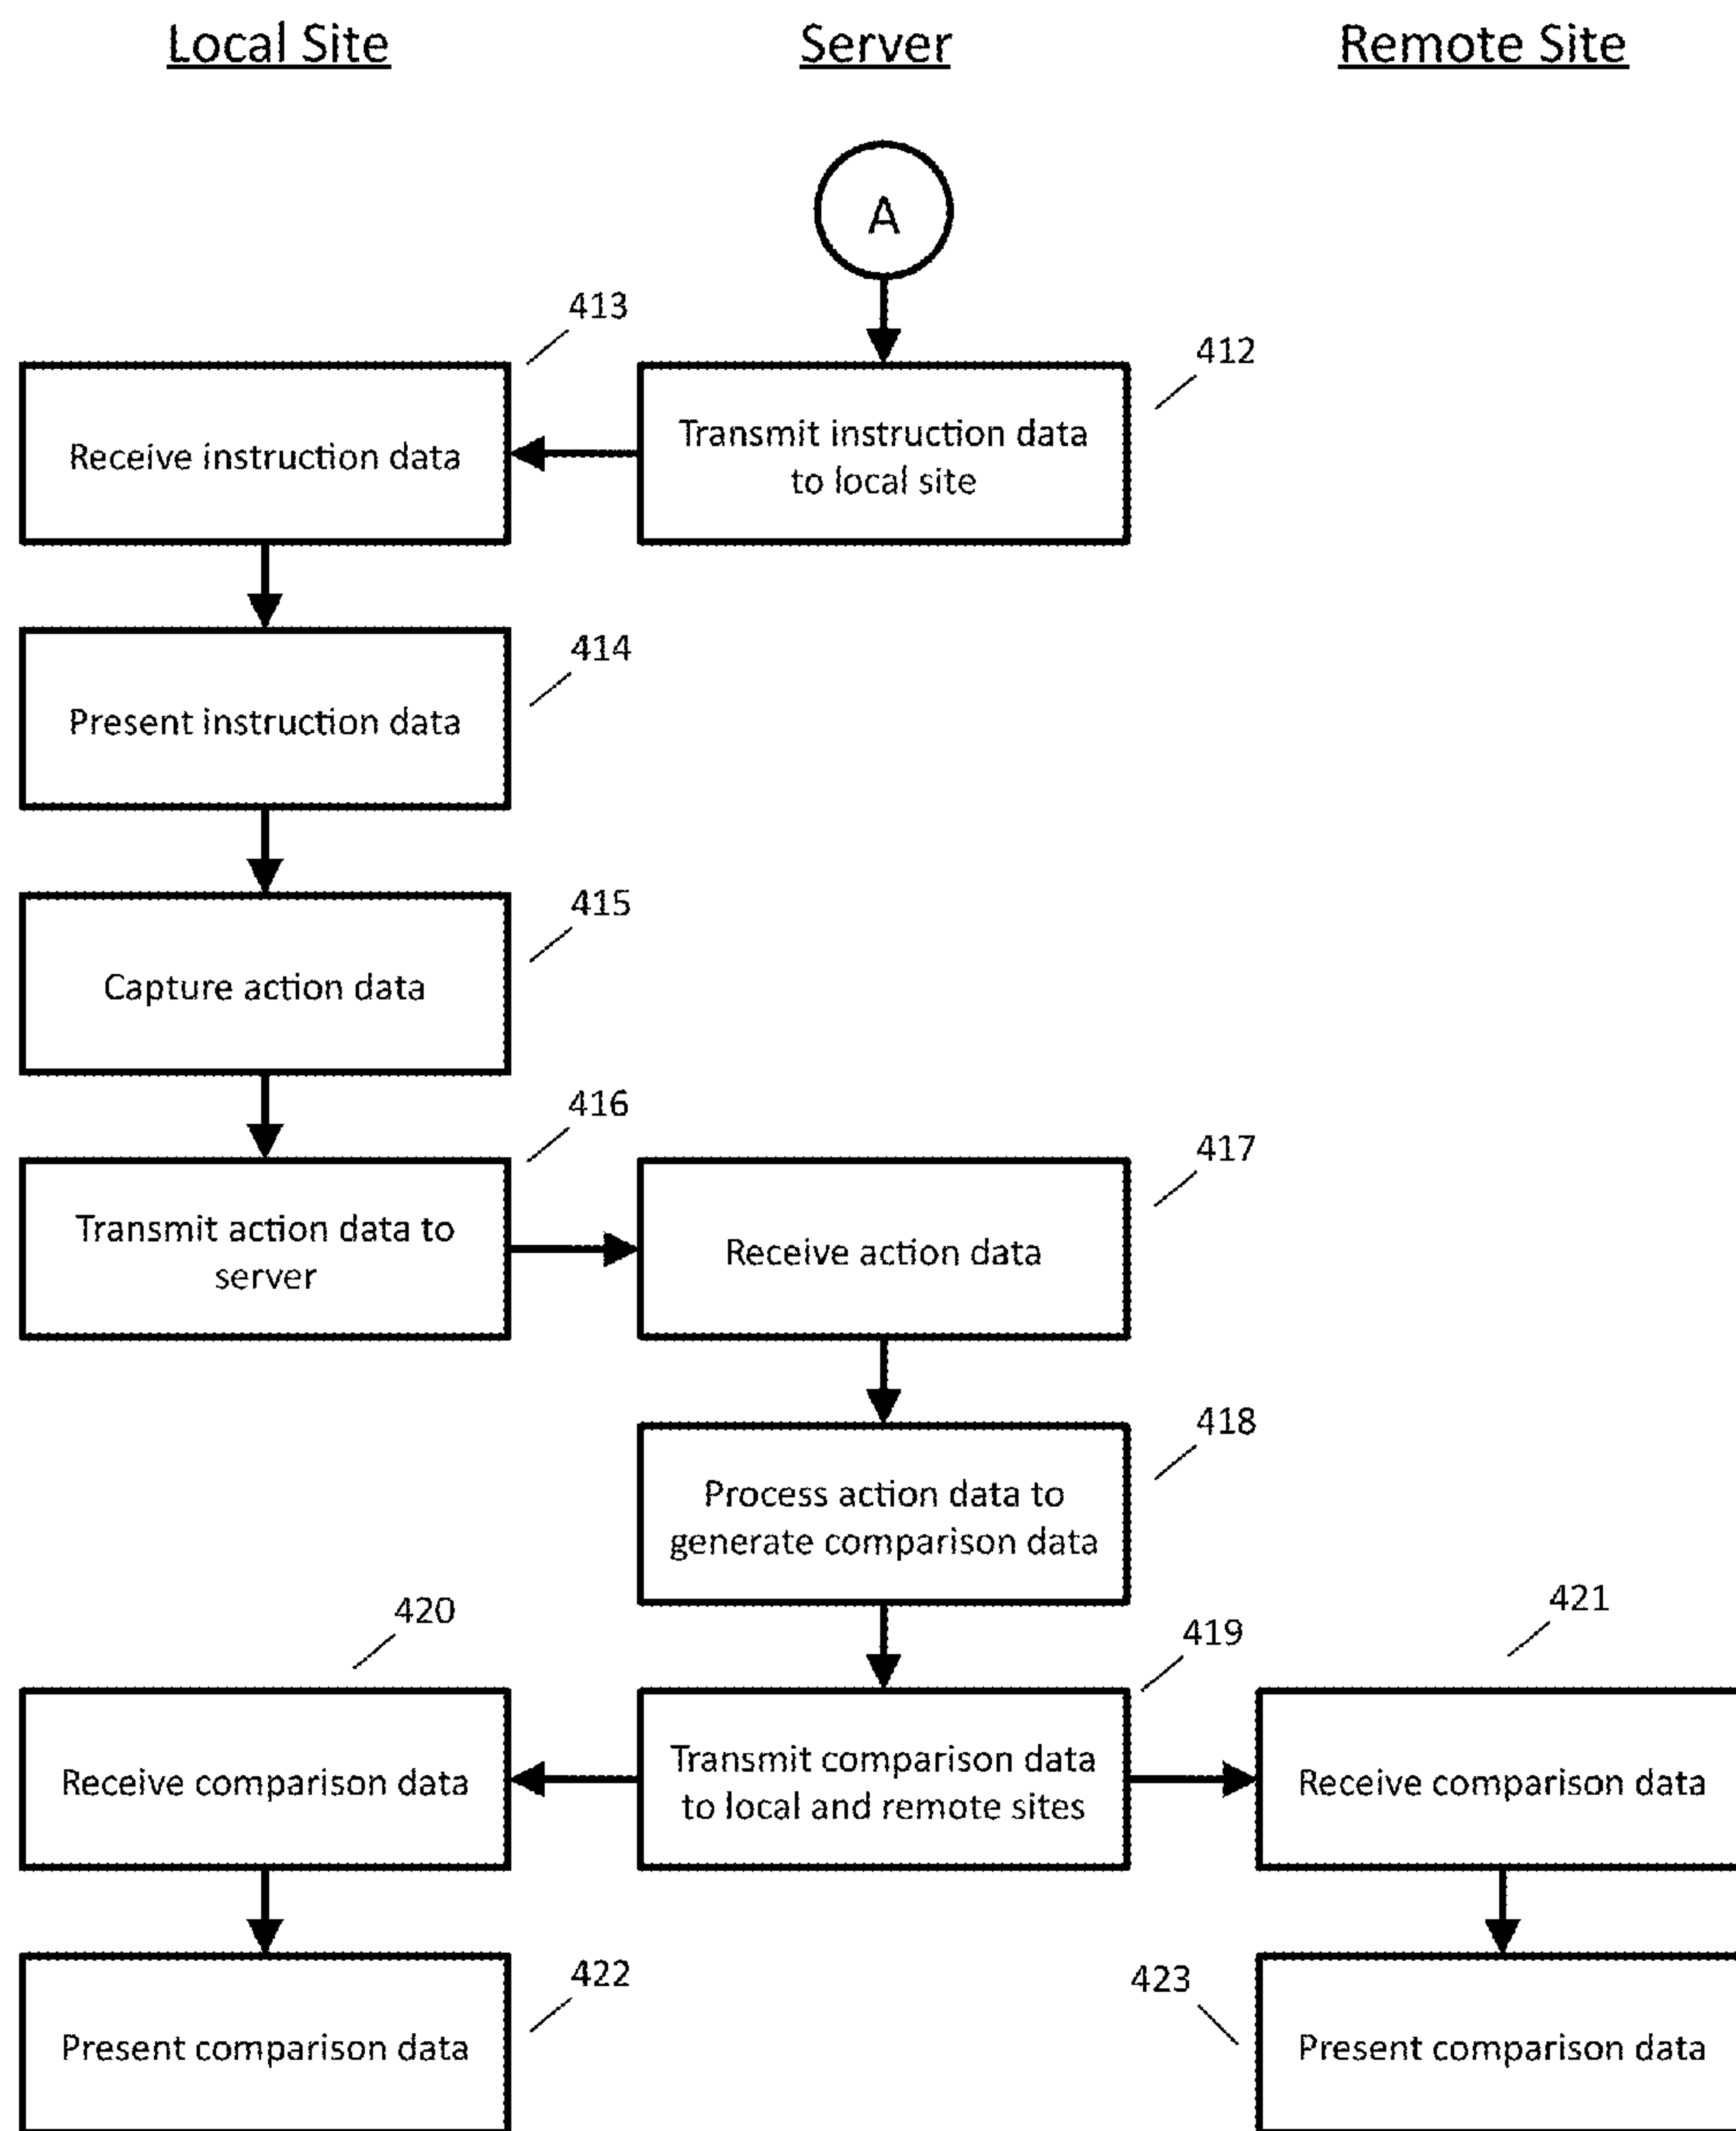 Local Site
Server
Remote Site
A
413
412
Receive instruction data
Transmit instruction data
to local site
414
Present instruction data
415
Capture action data
416
417
Transmit action data to
server
Receive action data
418
Process action data to
generate comparison data
420
419
421
Receive comparison data
Transmit comparison data
to local and remote sites
Receive comparison data
422
423
Present comparison data
Present comparison data